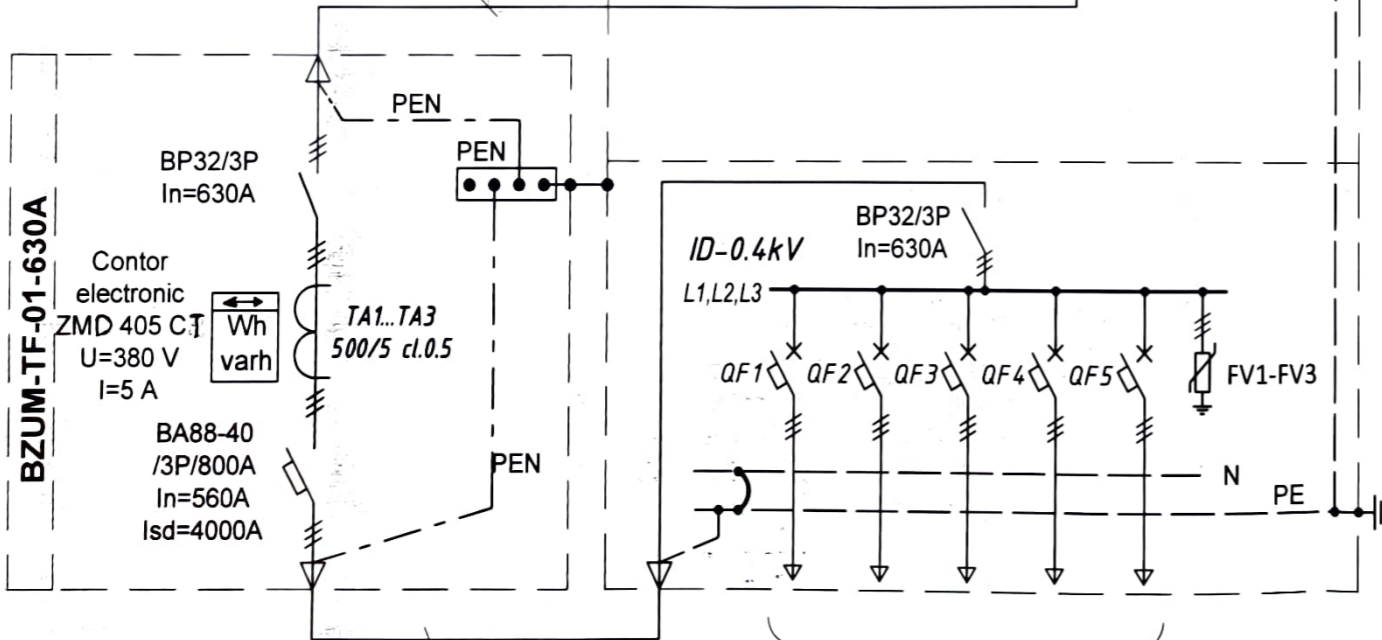 BZUM-TF-01-630A
PEN
PEN
BP32/3P
In=630A
Contor
electronic
ZMD 405 CT
U=380 V
I=5 A
Wh
varh
TA1...TA3
500/5 cl.0.5
BA88-40
/3P/800A
In=560A
Isd=4000A
PEN
BP32/3P
In=630A
ID-0.4kV
L1,L2,L3
QF1
QF2
QF3
QF4
QF5
FV1-FV3
N
PE